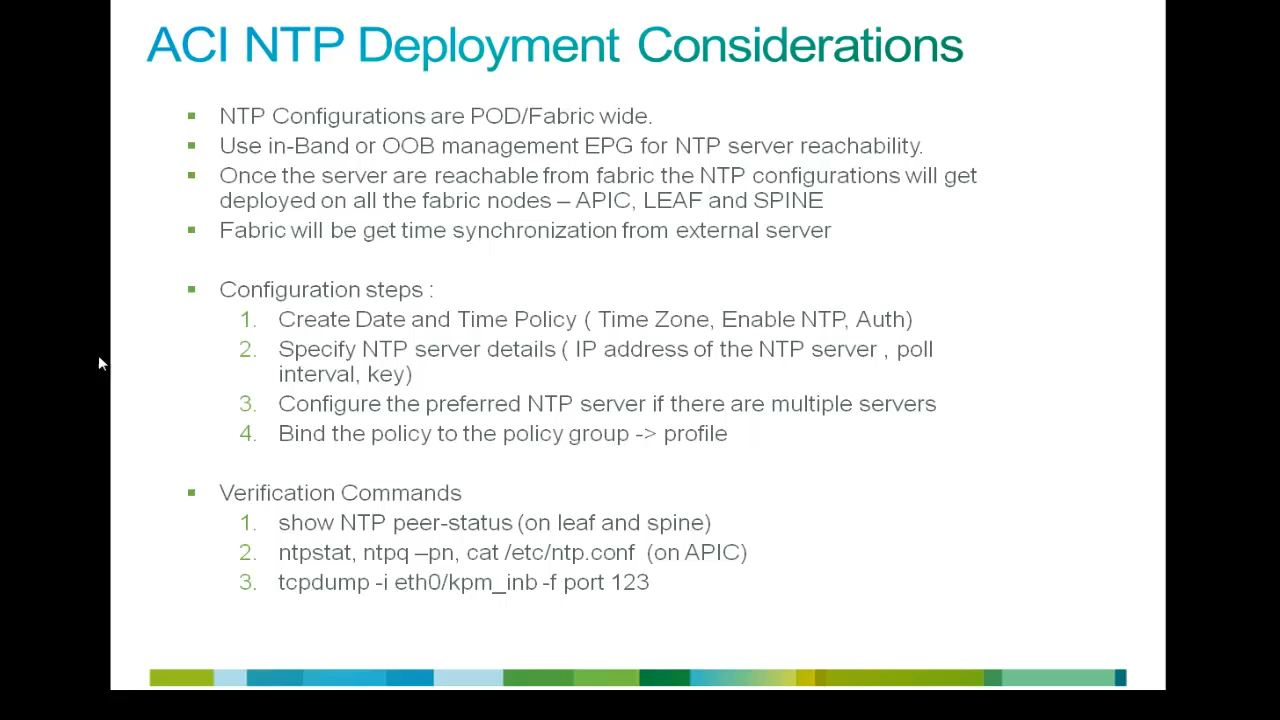 ACI NTP Deployment Considerations
▪ NTP Configurations are POD/Fabric wide.
▪ Use in-Band or OOB management EPG for NTP server reachability.
▪ Once the server are reachable from fabric the NTP configurations will get
deployed on all the fabric nodes – APIC, LEAF and SPINE
▪ Fabric will be get time synchronization from external server
▪ Configuration steps :
1. Create Date and Time Policy ( Time Zone, Enable NTP, Auth)
2. Specify NTP server details ( IP address of the NTP server , poll
interval, key)
3. Configure the preferred NTP server if there are multiple servers
4. Bind the policy to the policy group -> profile
▪ Verification Commands
1. show NTP peer-status (on leaf and spine)
2. ntpstat, ntpq –pn, cat /etc/ntp.conf (on APIC)
3. tcpdump -i eth0/kpm_inb -f port 123